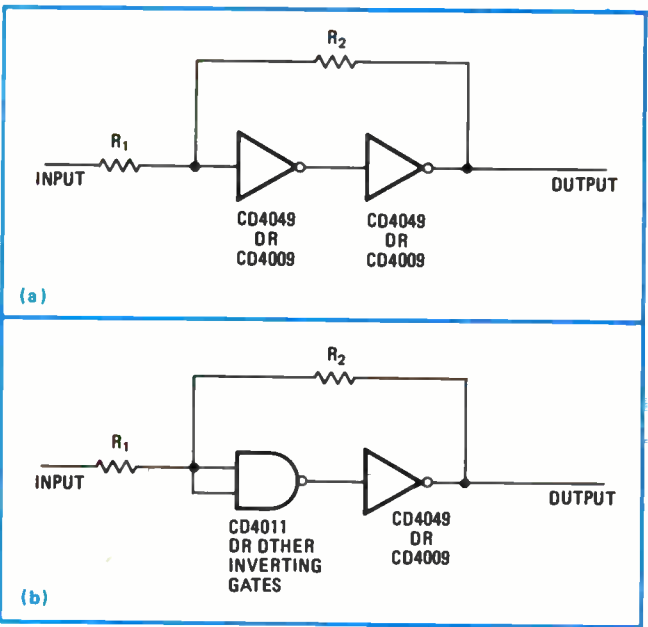 R2
R1
INPUT
OUTPUT
CD4049
OR
CD4009
CD4049
OR
CD4009
(a)
R2
R1
INPUT
OUTPUT
CD4011
OR OTHER
INVERTING
GATES
CD4049
OR
CD4009
(b)